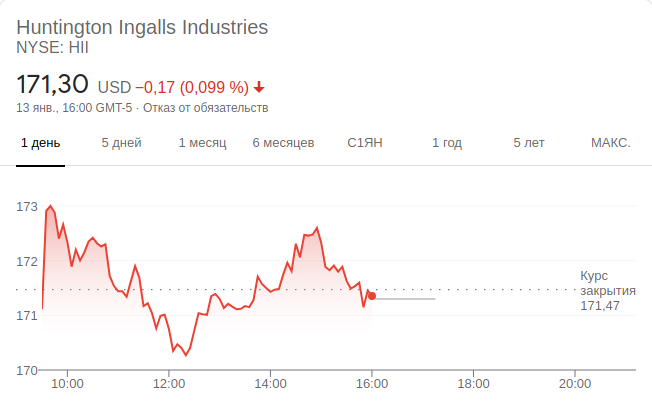 Huntington Ingalls Industries
NYSE: HII
171,30 USD −0,17 (0,099 %)
13 янв., 16:00 GMT-5 · Отказ от обязательств
1 день 5 дней 1 месяц 6 месяцев С1ЯН 1 год 5 лет МАКС.
173
172
Курс
закрытия
171,47
171
170
10:00 12:00 14:00 16:00 18:00 20:00